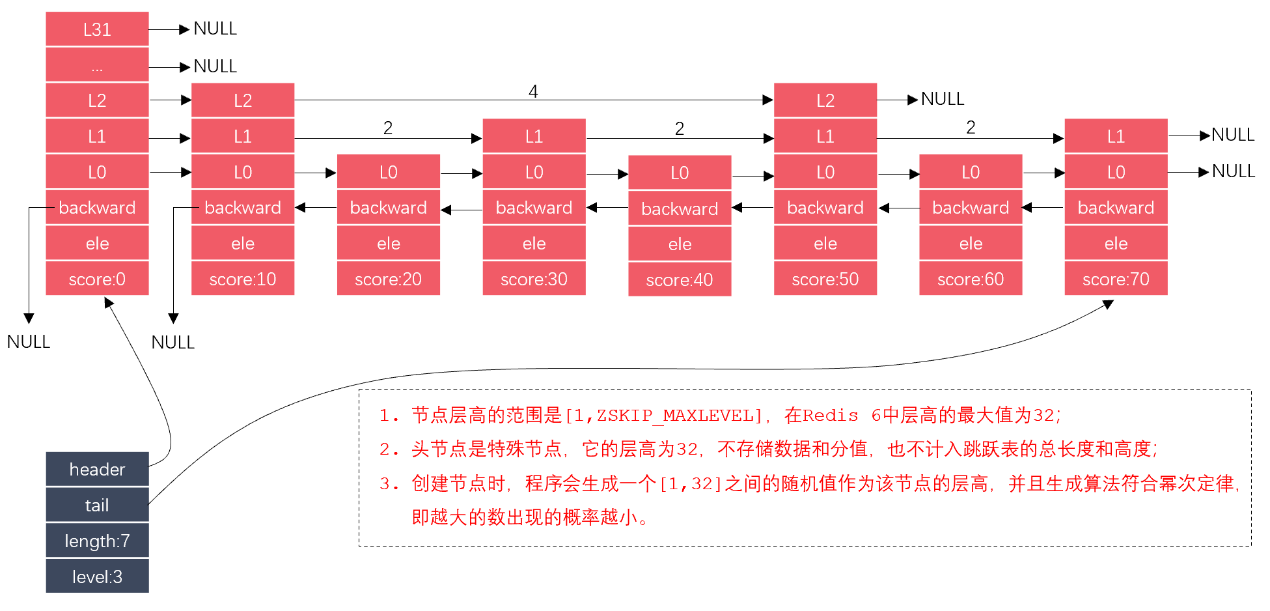 L31
NULL
...
NULL
L2
L2
4
L2
NULL
L1
L1
2
L1
2
L1
2
L1
NULL
L0
L0
L0
L0
L0
L0
L0
L0
NULL
backward
backward
backward
backward
backward
backward
backward
backward
ele
ele
ele
ele
ele
ele
ele
ele
score:0
score:10
score:20
score:30
score:40
score:50
score:60
score:70
NULL
NULL
1. 节点层高的范围是[1,ZSKIP_MAXLEVEL]，在Redis 6中层高的最大值为32；
2. 头节点是特殊节点，它的层高为32，不存储数据和分值，也不计入跳跃表的总长度和高度；
3. 创建节点时，程序会生成一个[1,32]之间的随机值作为该节点的层高，并且生成算法符合幂次定律，
即越大的数出现的概率越小。
header
tail
length:7
level:3